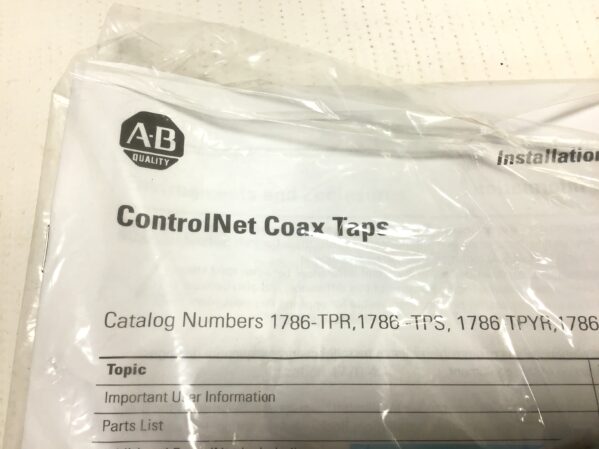 A-B
QUALITY
Installation
ControlNet Coax Taps
Catalog Numbers 1786-TPR,1786 -TPS, 1786 TPYR,1786
Topic
Important User Information
Parts List